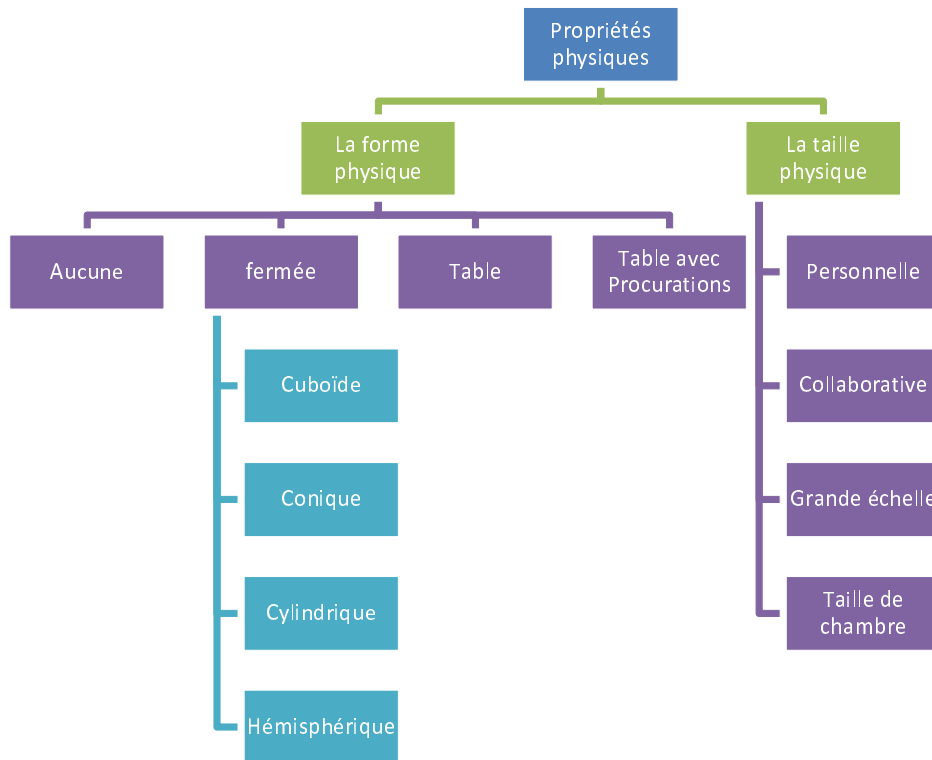 Propriétés
physiques
La forme
physique
La taille
physique
Aucune
fermée
Table
Table avec
Procurations
Personnelle
Cuboïde
Collaborative
Conique
Grande échelle
Cylindrique
Taille de
chambre
Hémisphérique